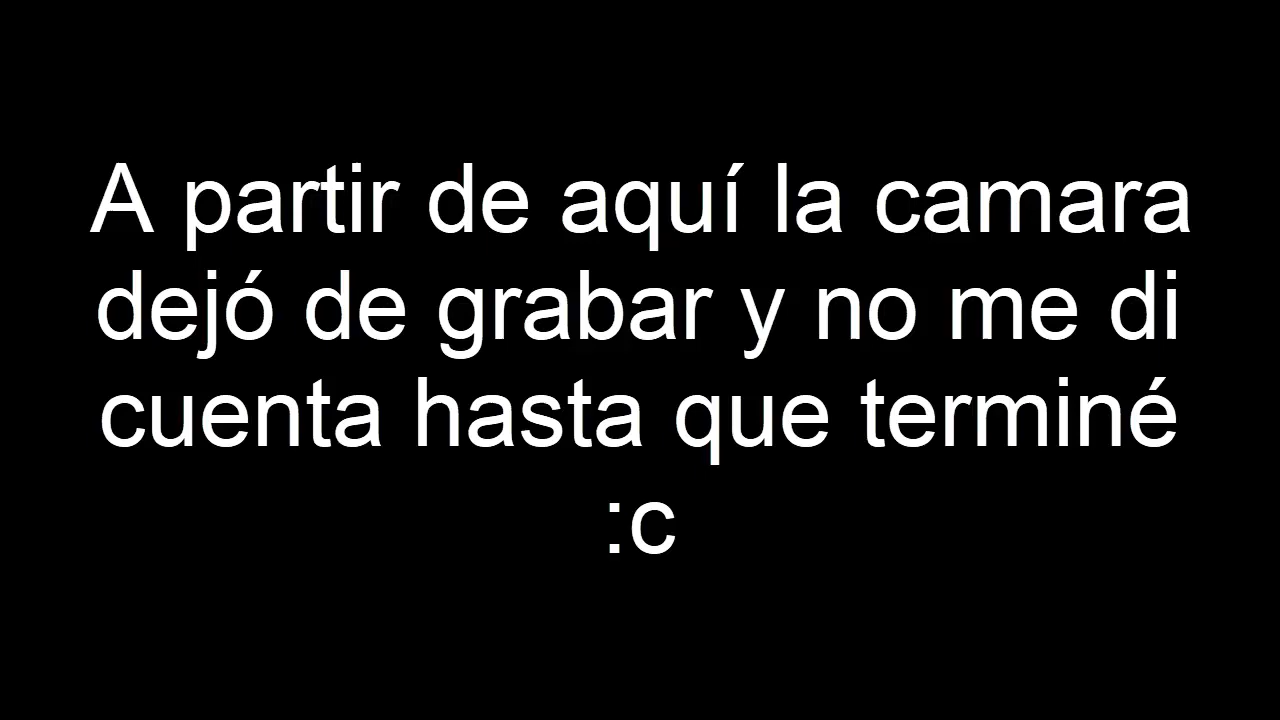 A partir de aquí la camara
dejó de grabar y no me di
cuenta hasta que terminé
:c